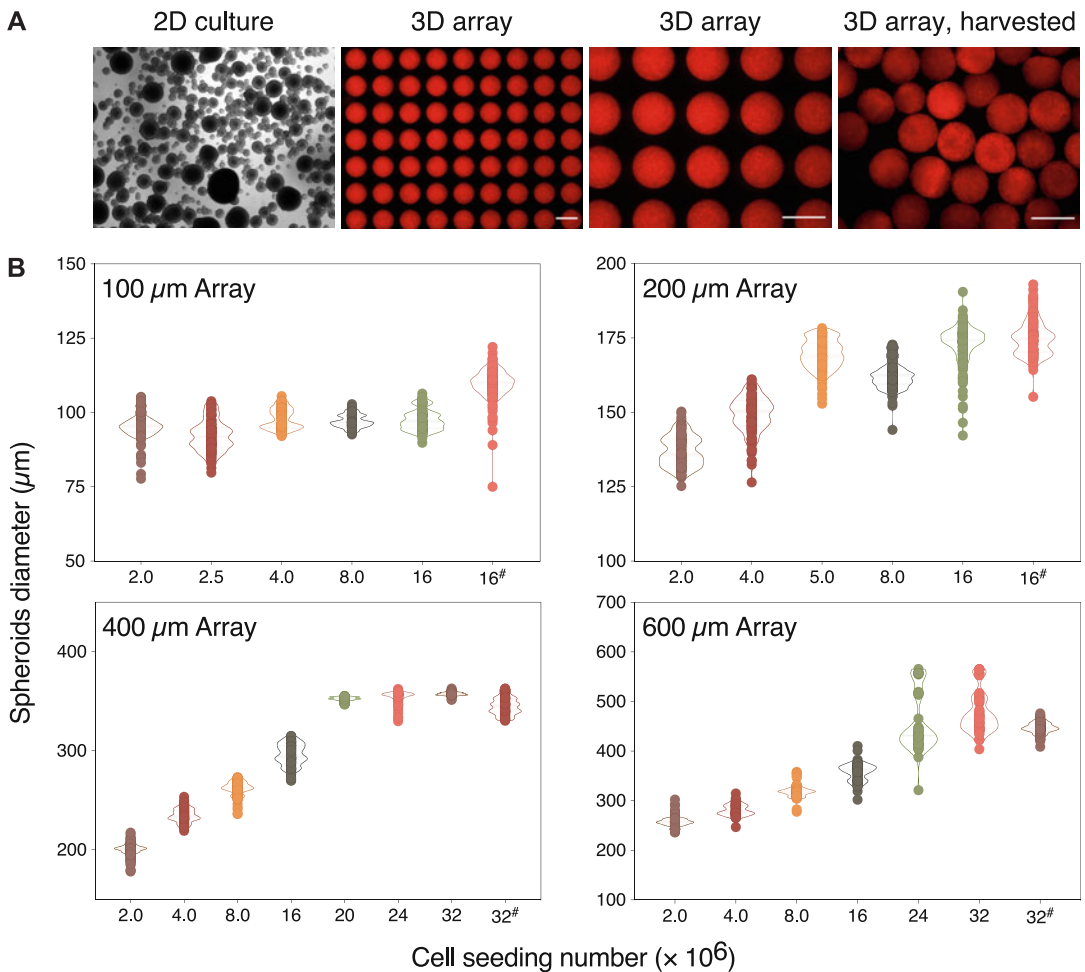 A
2D culture
3D array
3D array
3D array, harvested
B
Spheroids diameter (µm)
150
125
100
75
50
100 µm Array
2.0 2.5 4.0 8.0 16 16#
200
175
150
125
100
200 µm Array
2.0 4.0 5.0 8.0 16 16#
400
300
200
400 µm Array
2.0 4.0 8.0 16 20 24 32 32#
700
600
500
400
300
200
100
600 µm Array
2.0 4.0 8.0 16 24 32 32#
Cell seeding number (× 10⁶)